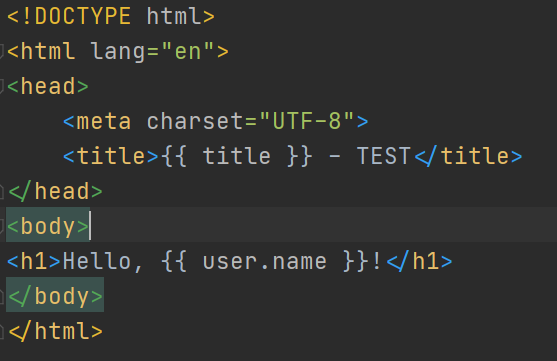 <!DOCTYPE html>
<html lang="en">
<head>
    <meta charset="UTF-8">
    <title>{{ title }} - TEST</title>
</head>
<body>
<h1>Hello, {{ user.name }}!</h1>
</body>
</html>